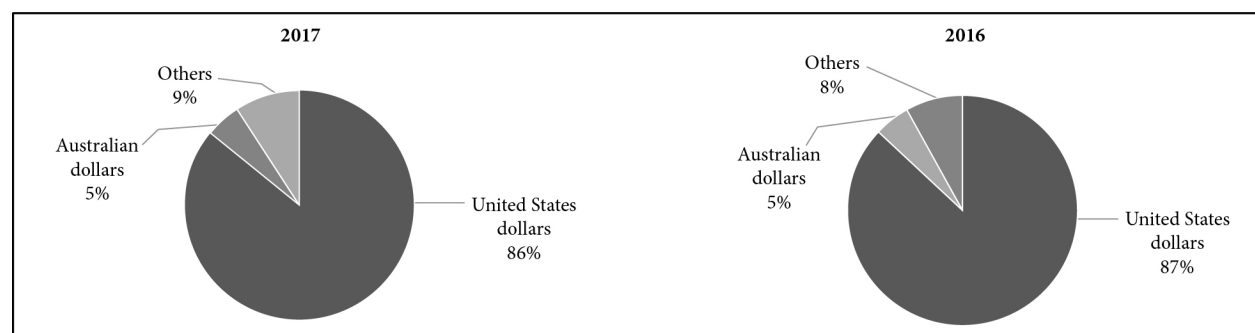 2017
Others
9%
Australian
dollars
5%
United States
dollars
86%
2016
Others
8%
Australian
dollars
5%
United States
dollars
87%